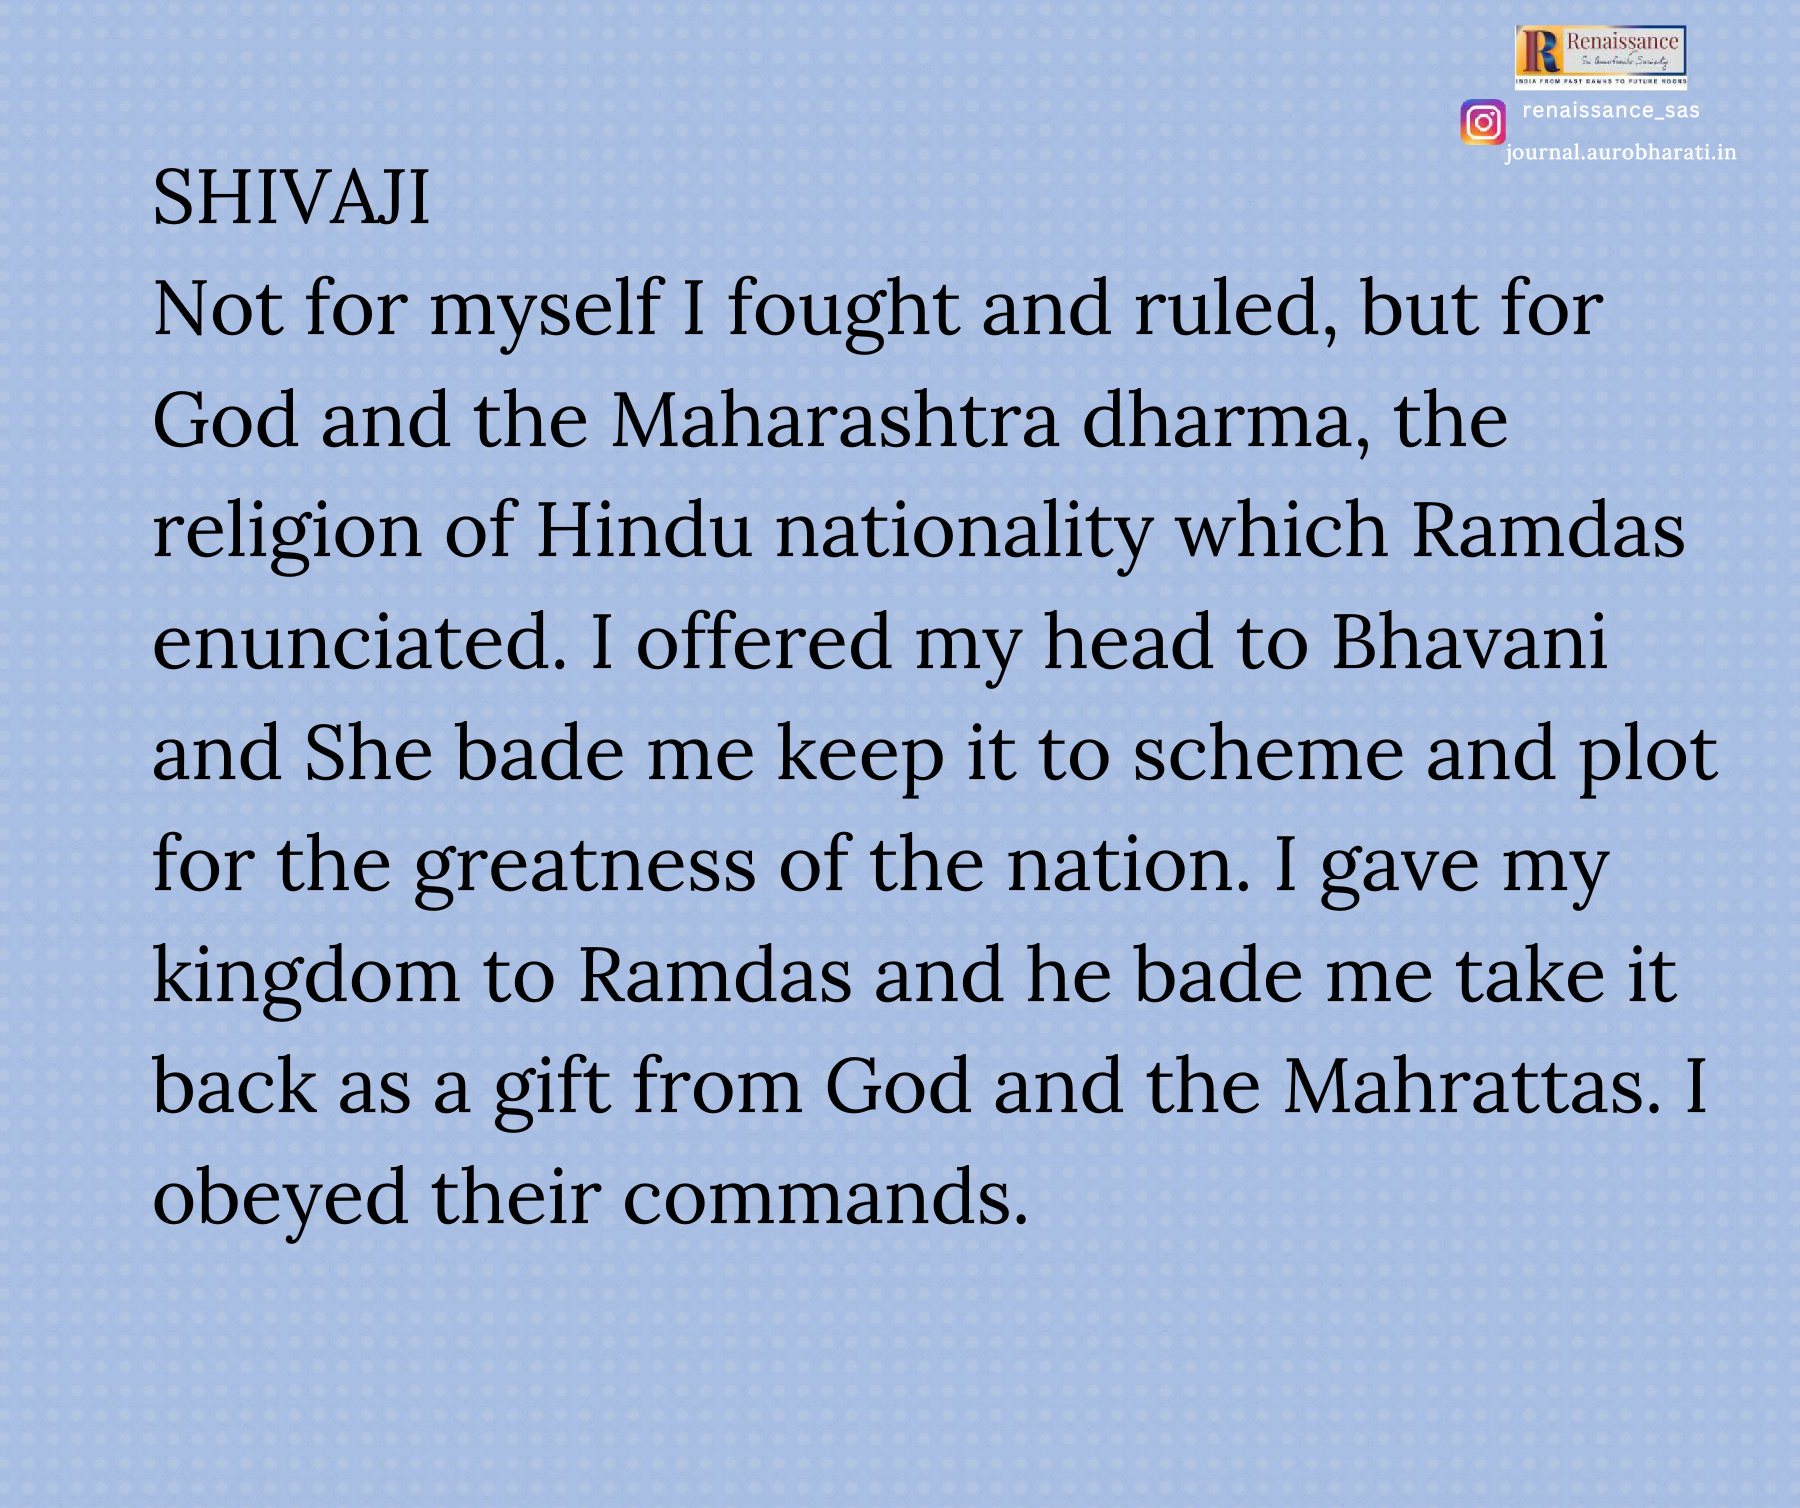 Renaissance
Sri Aurobindo Society
INDIA FROM PAST DAWNS TO FUTURE NOONS
renaissance_sas
journal.aurobharati.in
SHIVAJI
Not for myself I fought and ruled, but for
God and the Maharashtra dharma, the
religion of Hindu nationality which Ramdas
enunciated. I offered my head to Bhavani
and She bade me keep it to scheme and plot
for the greatness of the nation. I gave my
kingdom to Ramdas and he bade me take it
back as a gift from God and the Mahrattas. I
obeyed their commands.